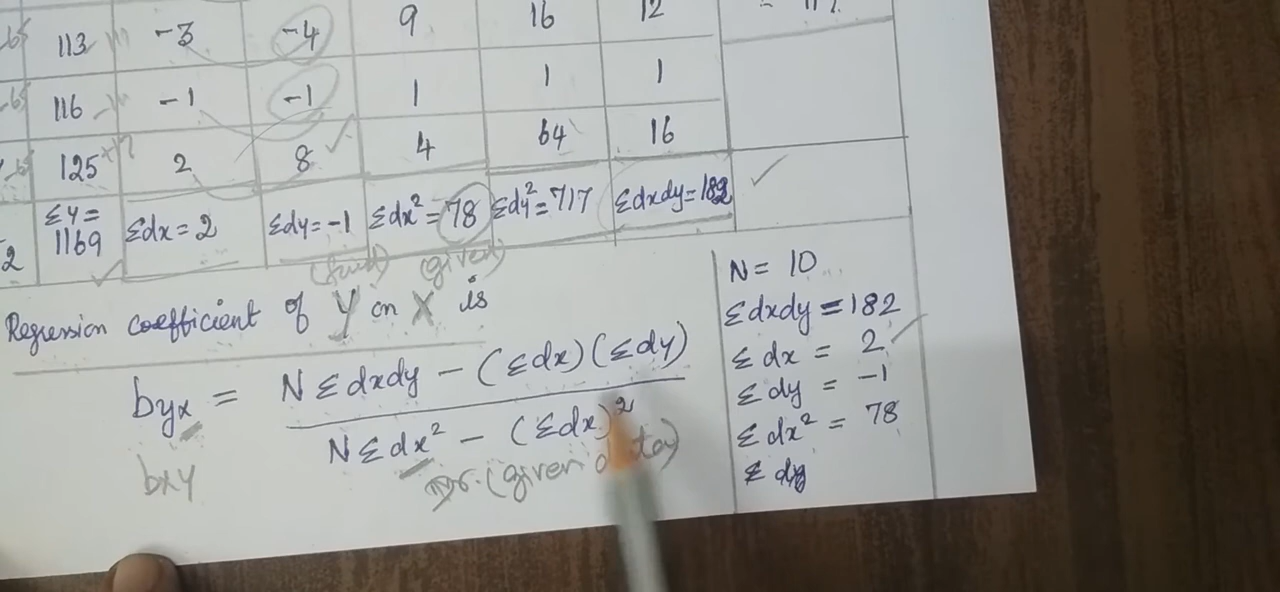 113 -3 -4 9 16 12
116 -1 -1 1 1 1
125 2 8 4 64 16
2 Σy= 1169 Σdx = 2 Σdy = -1 Σdx² = 78 Σdy² = 717 Σdxdy = 182
(given)
Regression coefficient of Y on X is
byx = NΣdxdy - (Σdx)(Σdy)
NΣdx² - (Σdx)²
bxy
Dr. (given data)
N = 10
Σdxdy = 182
Σdx = 2
Σdy = -1
Σdx² = 78
Σdy